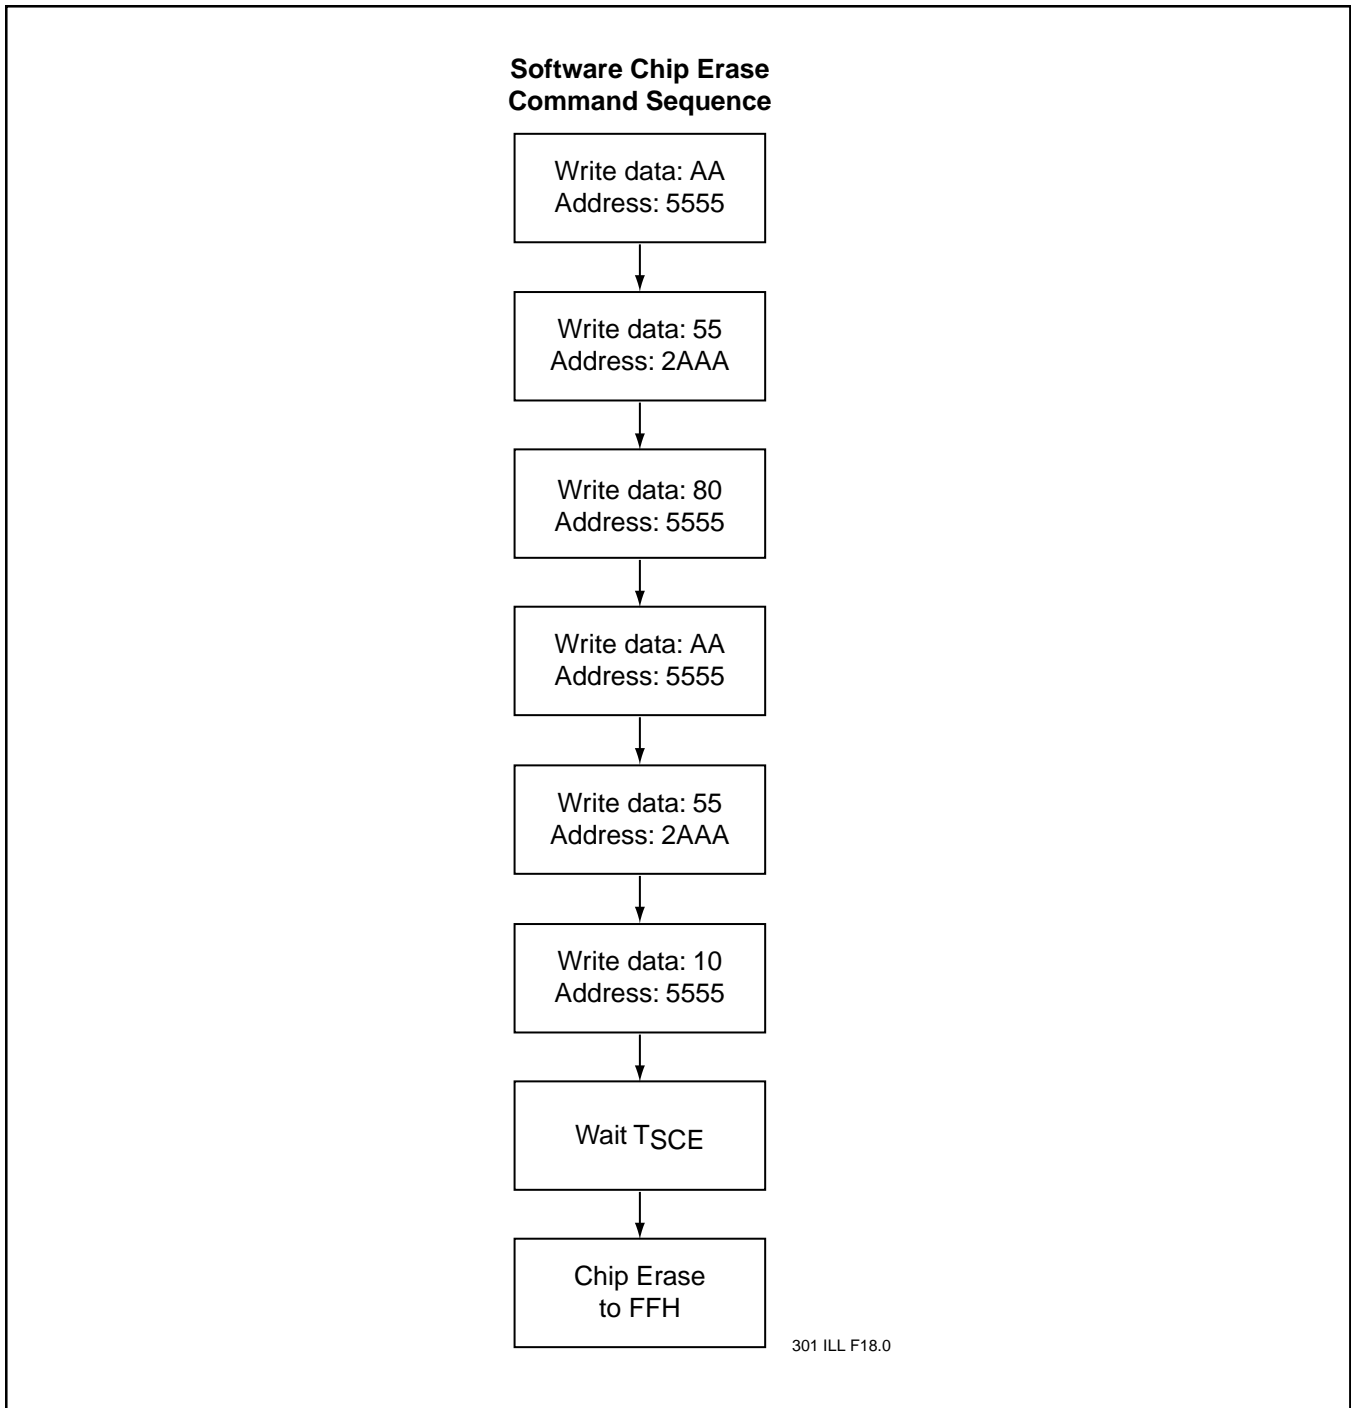 Software Chip Erase
Command Sequence
Write data: AA
Address: 5555
Write data: 55
Address: 2AAA
Write data: 80
Address: 5555
Write data: AA
Address: 5555
Write data: 55
Address: 2AAA
Write data: 10
Address: 5555
Wait TSCE
Chip Erase
to FFH
301 ILL F18.0